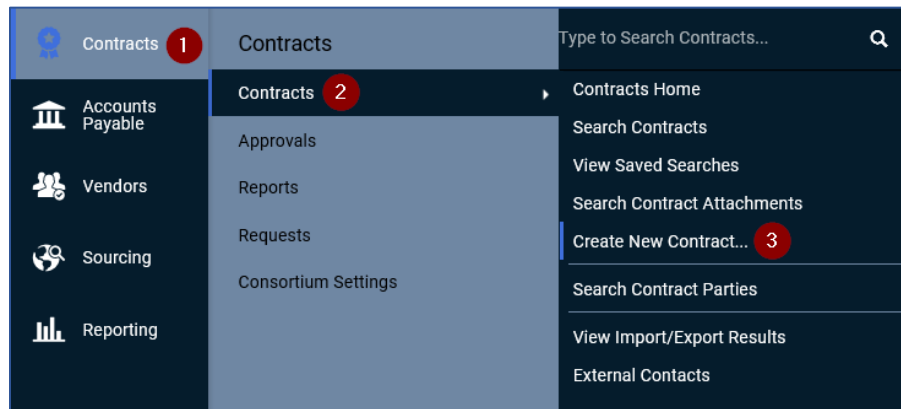 Contracts 1
Accounts
Payable
Vendors
Sourcing
Reporting
Contracts
Contracts 2
Approvals
Reports
Requests
Consortium Settings
Type to Search Contracts...
Contracts Home
Search Contracts
View Saved Searches
Search Contract Attachments
Create New Contract... 3
Search Contract Parties
View Import/Export Results
External Contacts